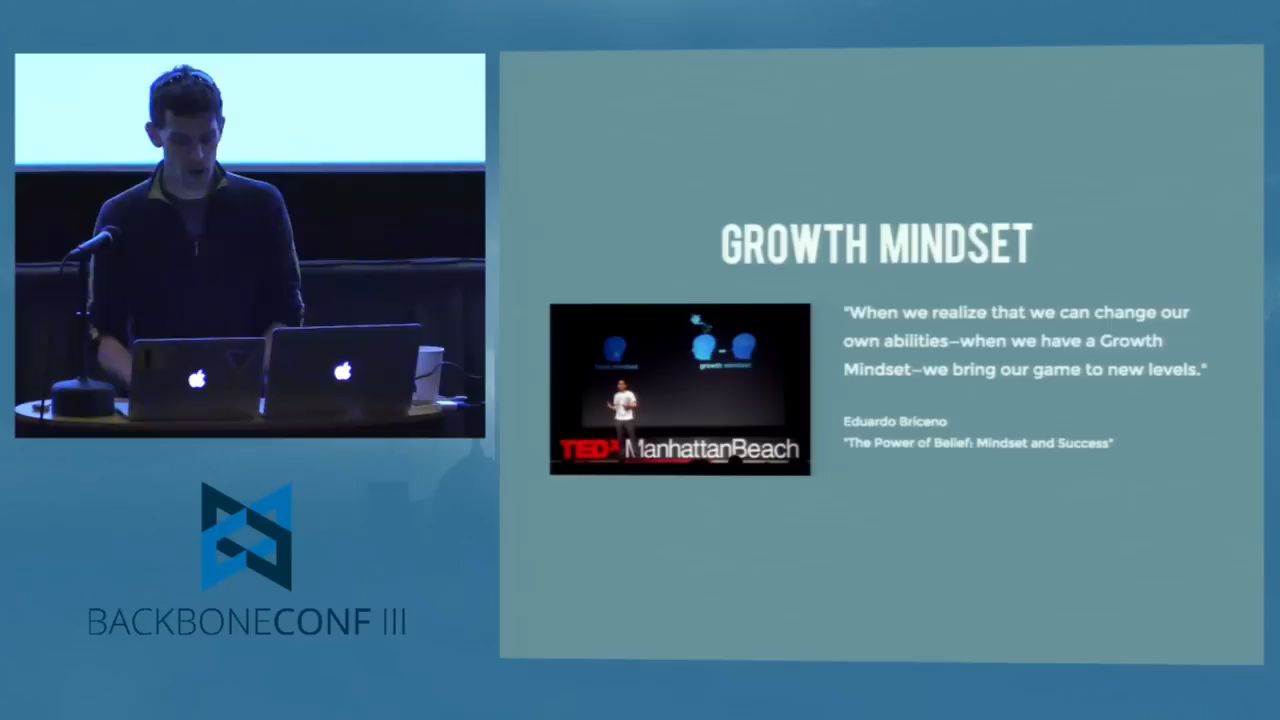 GROWTH MINDSET
"When we realize that we can change our
own abilities—when we have a Growth
Mindset—we bring our game to new levels."
Eduardo Briceno
"The Power of Belief: Mindset and Success"
growth mindset
TEDx ManhattanBeach
BACKBONECONF III